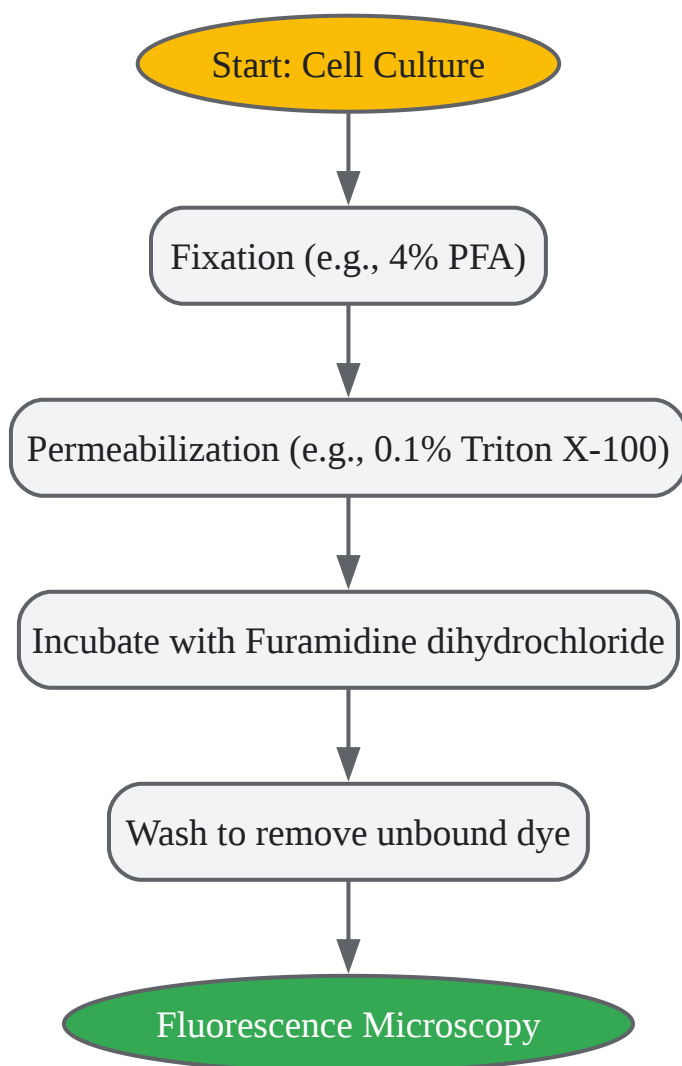 Start: Cell Culture
Fixation (e.g., 4% PFA)
Permeabilization (e.g., 0.1% Triton X-100)
Incubate with Furamidine dihydrochloride
Wash to remove unbound dye
Fluorescence Microscopy